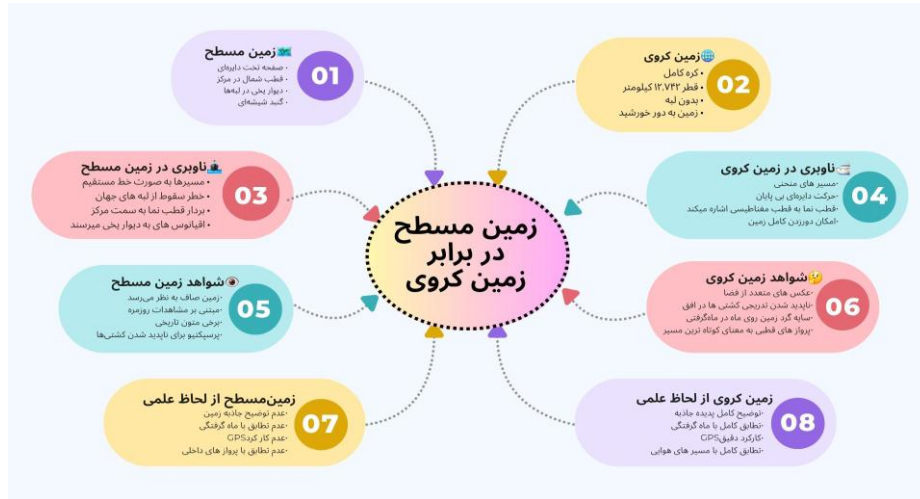 زمین مسطح
در برابر
زمین کروی
01
زمین مسطح
• صفحه تخت دایره‌ای
• قطب شمال در مرکز
• دیوار یخی در لبه‌ها
• گنبد شیشه‌ای
02
زمین کروی
• کره کامل
• قطر ۱۲,۷۴۲ کیلومتر
• بدون لبه
• زمین به دور خورشید
03
ناوبری در زمین مسطح
• مسیرها به صورت خط مستقیم
• خطر سقوط از لبه های جهان
• بردار قطب نما به سمت مرکز
• اقیانوس های به دیوار یخی میرسند
04
ناوبری در زمین کروی
-مسیر های منحنی
-حرکت دایره‌ای بی پایان
-قطب نما به قطب مغناطیسی اشاره میکند
-امکان دورزدن کامل زمین
05
شواهد زمین مسطح
-زمین صاف به نظر می‌رسد
-مبتنی بر مشاهدات روزمره
-برخی متون تاریخی
-پرسپکتیو برای ناپدید شدن کشتی‌ها
06
شواهد زمین کروی
-عکس های متعدد از فضا
-ناپدید شدن تدریجی کشتی ها در افق
-سایه گرد زمین روی ماه در ماه‌گرفتی
-پرواز های قطبی به معنای کوتاه ترین مسیر
07
زمین‌مسطح از لحاظ علمی
-عدم توضیح جاذبه زمین
-عدم تطابق با ماه گرفتگی
-عدم کار کردGPS
-عدم تطابق با پرواز های داخلی
08
زمین کروی از لحاظ علمی
-توضیح کامل پدیده جاذبه
-تطابق کامل با ماه گرفتگی
-کارکرد دقیقGPS
-تطابق کامل با مسیر های هوایی